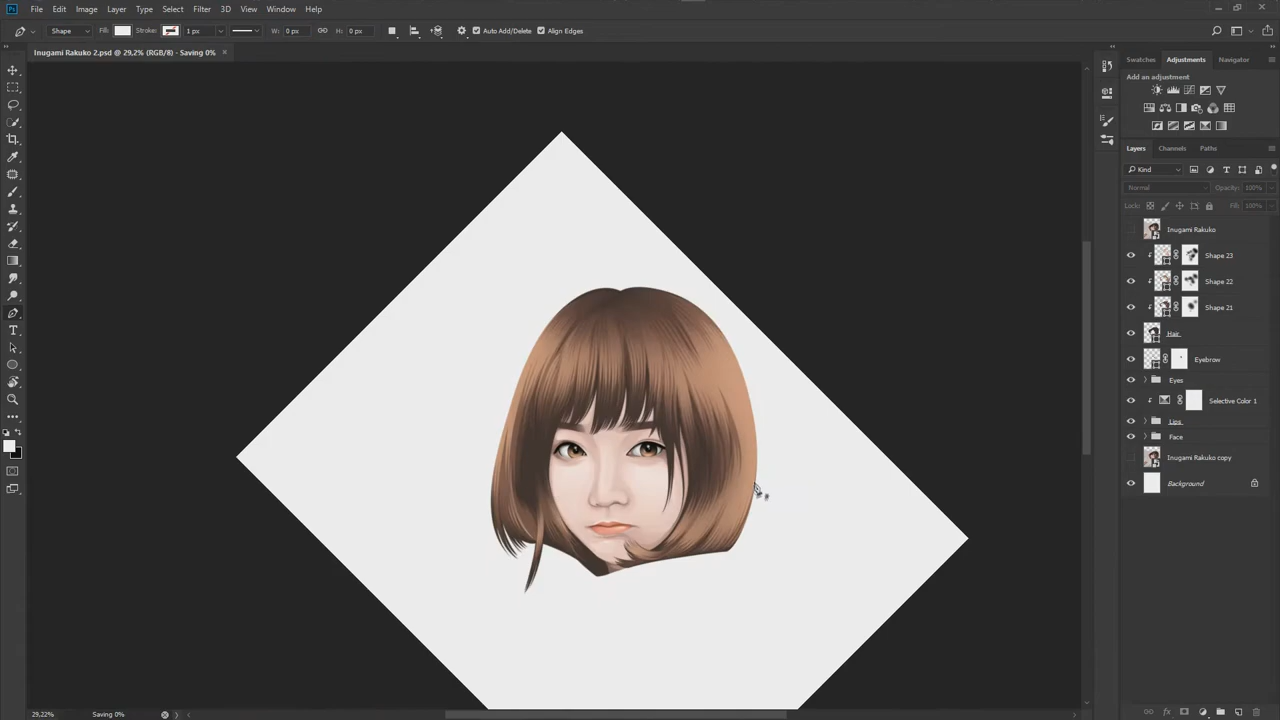 Ps File Edit Image Layer Type Select Filter 3D View Window Help
Shape Fill: Stroke: 1 px W: 0 px H: 0 px Auto Add/Delete Align Edges
Inugami Rakuko 2.psd @ 29,2% (RGB/8) - Saving 0% ×
Swatches Adjustments Navigator
Add an adjustment
Layers Channels Paths
Kind
Normal Opacity: 100%
Lock: Fill: 100%
Inugami Rakuko
Shape 23
Shape 22
Shape 21
Hair
Eyebrow
Eyes
Selective Color 1
Lips
Face
Inugami Rakuko copy
Background
29,22% Saving 0%